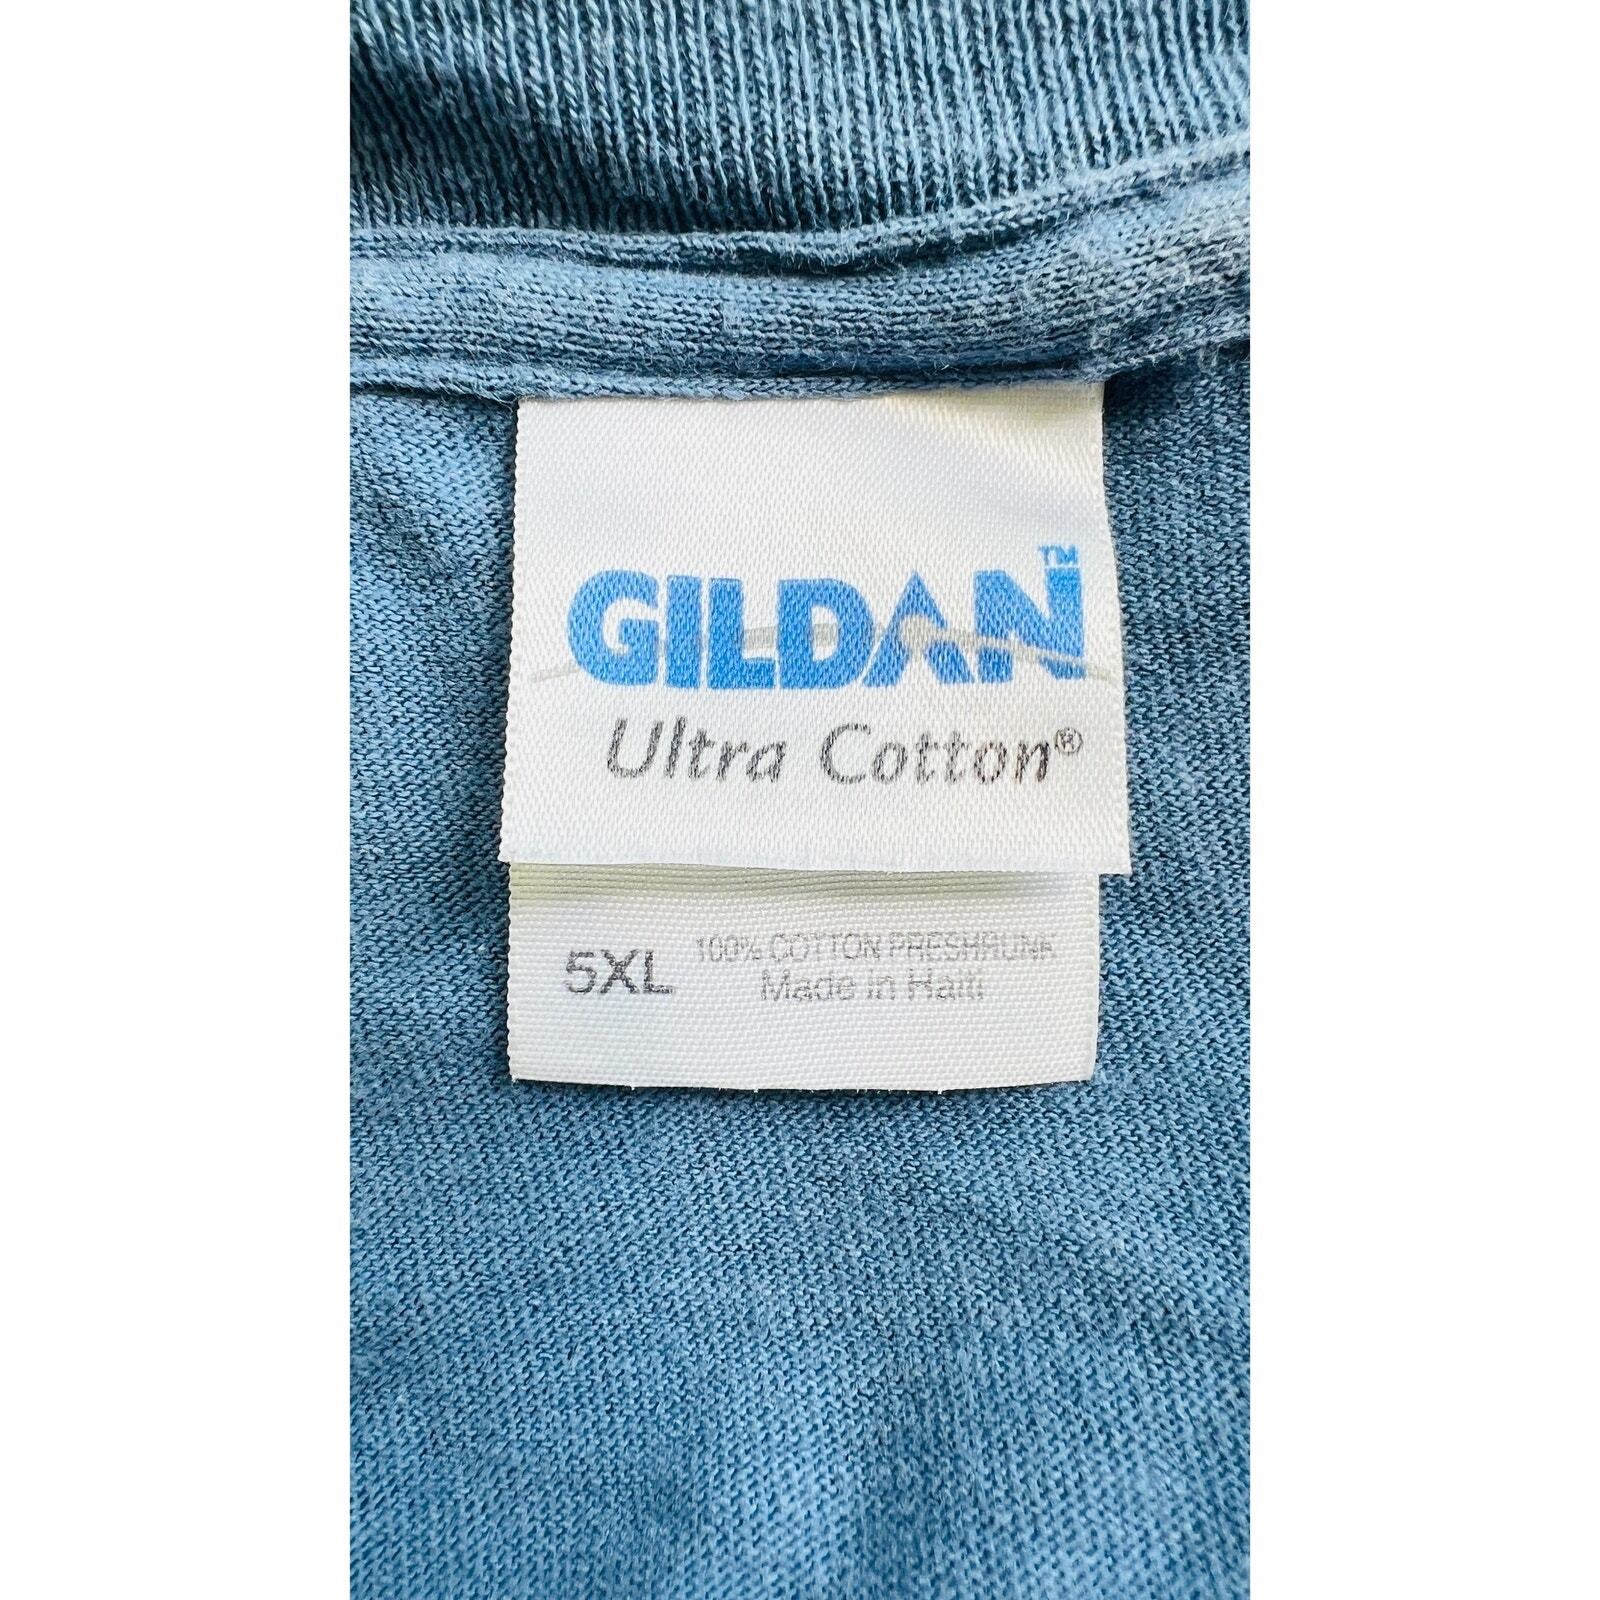 GILDAN™
Ultra Cotton®
5XL 100% COTTON PRESHRUNK
Made in Haiti